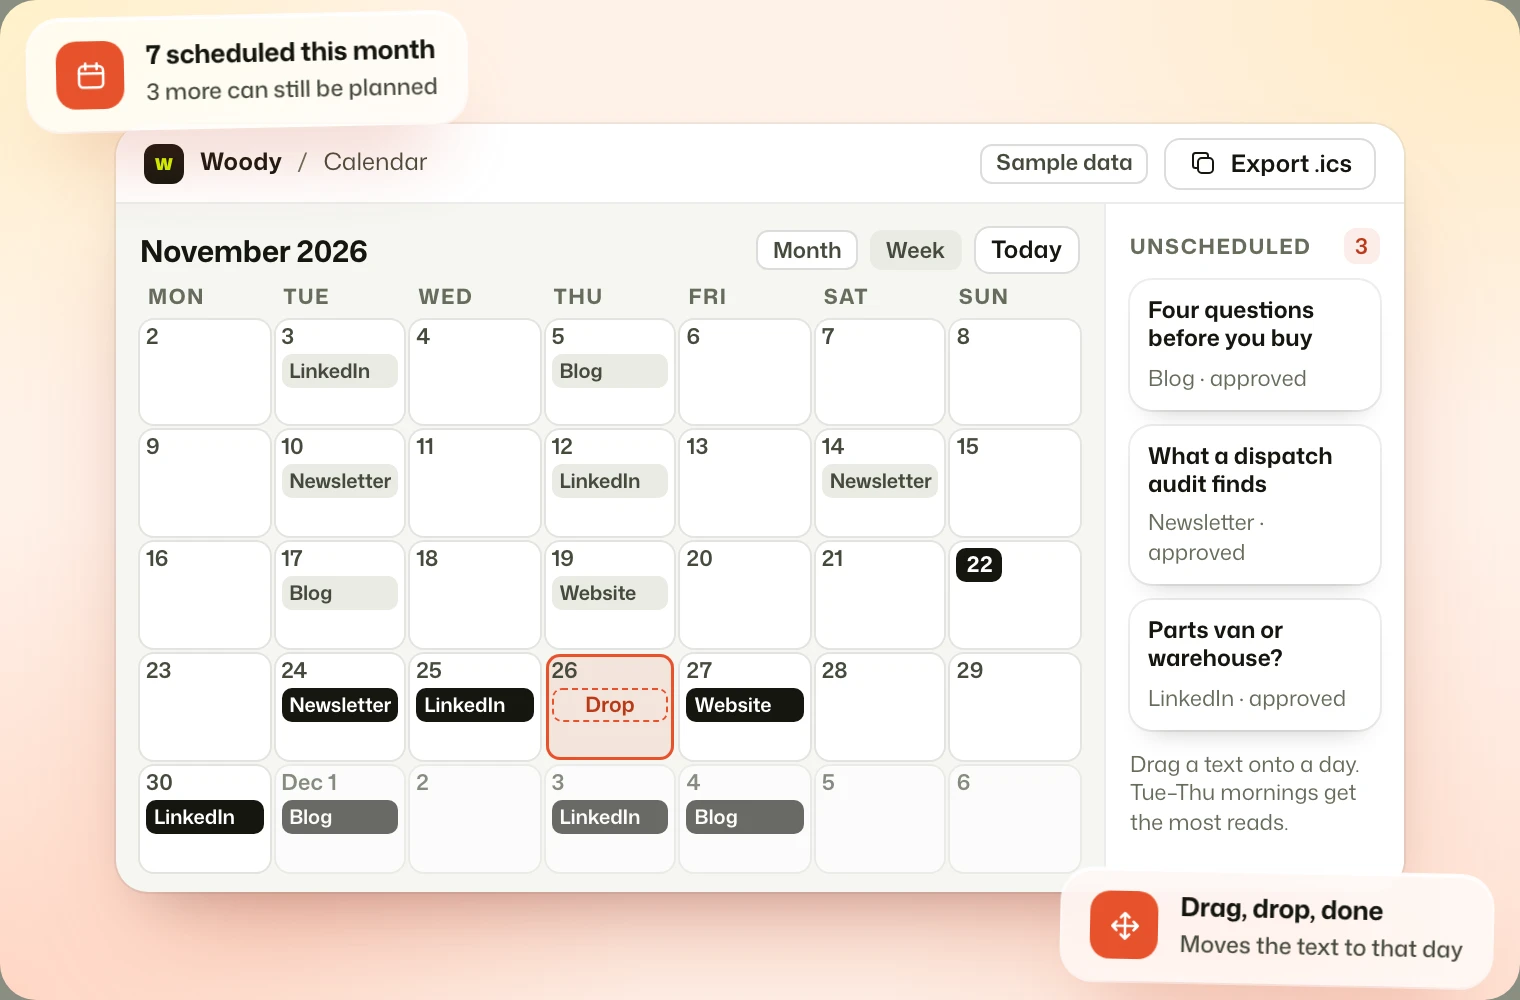 7 scheduled this month
3 more can still be planned
W Woody / Calendar
Sample data
Export .ics
November 2026
Month Week Today
MON TUE WED THU FRI SAT SUN
2 3 4 5 6 7 8
LinkedIn Blog
9 10 11 12 13 14 15
Newsletter LinkedIn Newsletter
16 17 18 19 20 21 22
Blog Website
23 24 25 26 27 28 29
Newsletter LinkedIn Drop Website
30 Dec 1 2 3 4 5 6
LinkedIn Blog LinkedIn Blog
UNSCHEDULED 3
Four questions
before you buy
Blog · approved
What a dispatch
audit finds
Newsletter ·
approved
Parts van or
warehouse?
LinkedIn · approved
Drag a text onto a day.
Tue–Thu mornings get
the most reads.
Drag, drop, done
Moves the text to that day